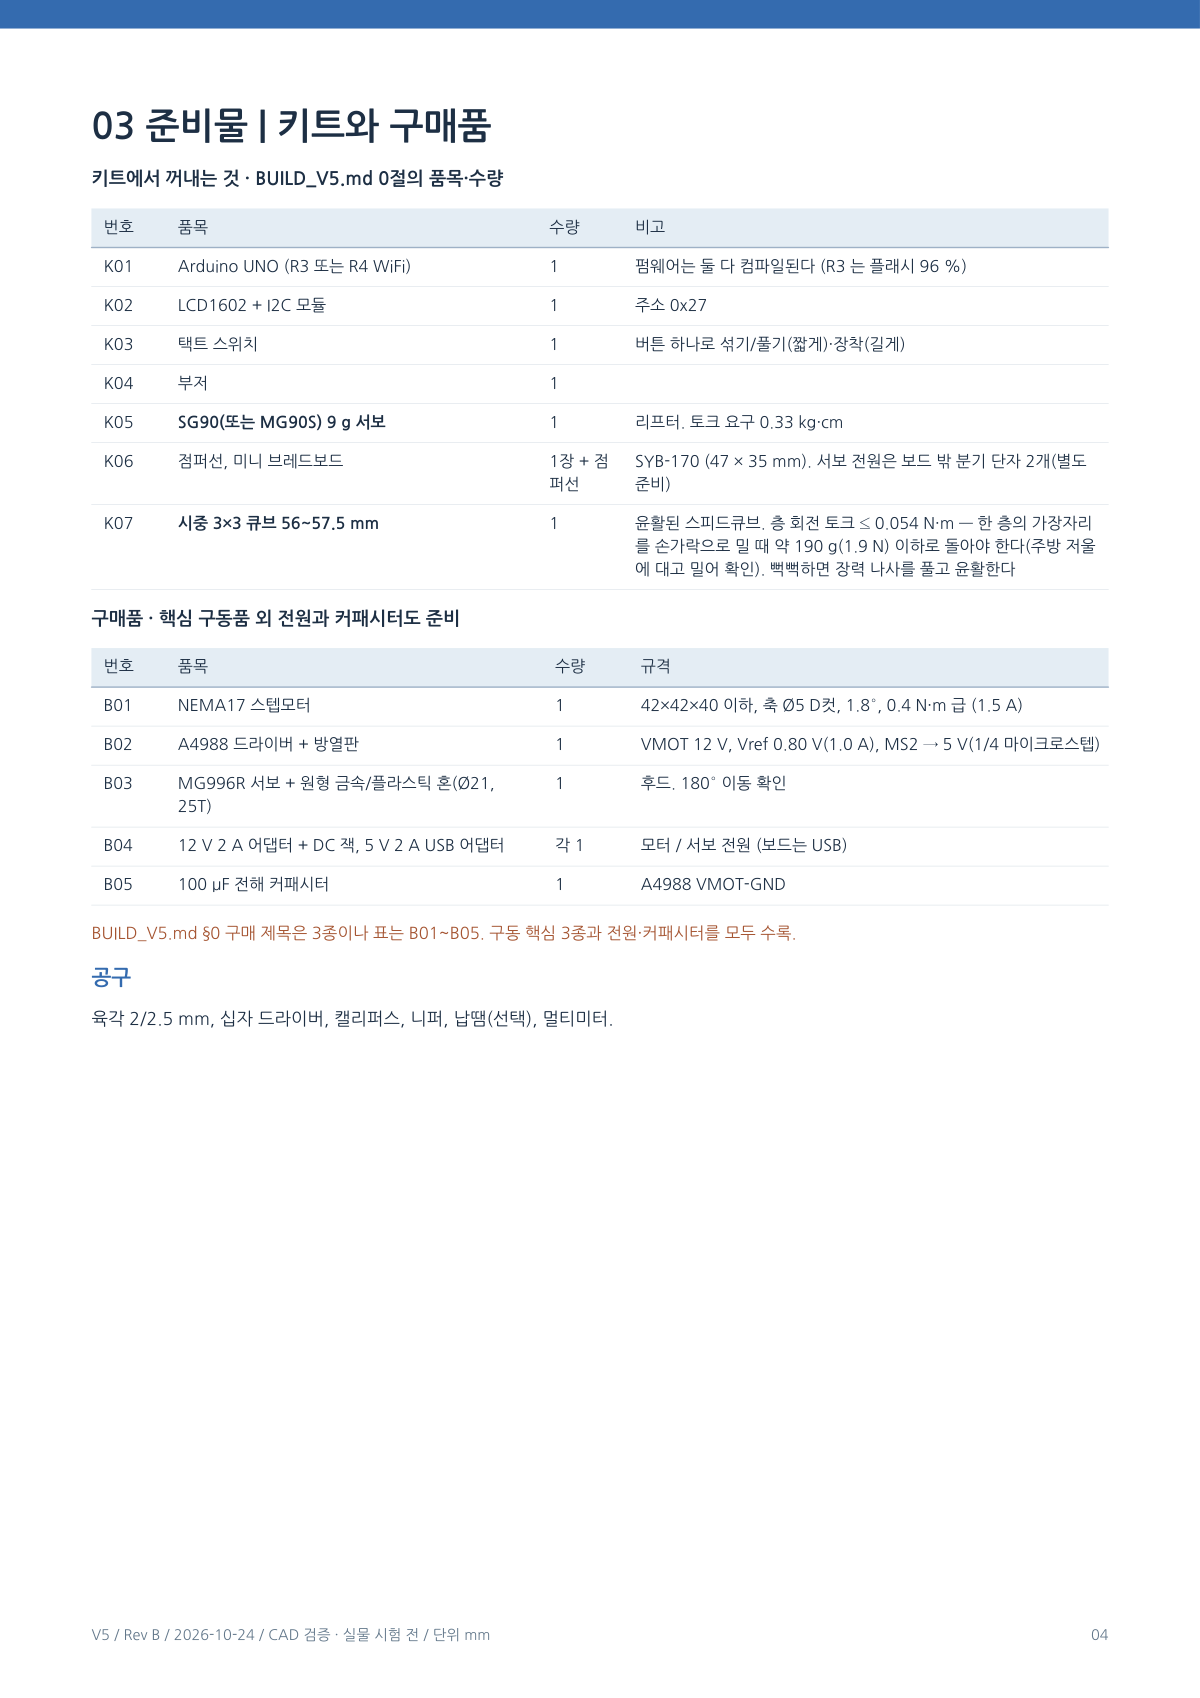 03 준비물 | 키트와 구매품
키트에서 꺼내는 것 · BUILD_V5.md 0절의 품목·수량
번호 품목 수량 비고
K01 Arduino UNO (R3 또는 R4 WiFi) 1 펌웨어는 둘 다 컴파일된다 (R3 는 플래시 96 %)
K02 LCD1602 + I2C 모듈 1 주소 0x27
K03 택트 스위치 1 버튼 하나로 섞기/풀기(짧게)·장착(길게)
K04 부저 1
K05 SG90(또는 MG90S) 9 g 서보 1 리프터. 토크 요구 0.33 kg·cm
K06 점퍼선, 미니 브레드보드 1장 + 점 SYB-170 (47 × 35 mm). 서보 전원은 보드 밖 분기 단자 2개(별도
퍼선 준비)
K07 시중 3×3 큐브 56~57.5 mm 1 윤활된 스피드큐브. 층 회전 토크 ≤ 0.054 N·m — 한 층의 가장자리
를 손가락으로 밀 때 약 190 g(1.9 N) 이하로 돌아야 한다(주방 저울
에 대고 밀어 확인). 뻑뻑하면 장력 나사를 풀고 윤활한다
구매품 · 핵심 구동품 외 전원과 커패시터도 준비
번호 품목 수량 규격
B01 NEMA17 스텝모터 1 42×42×40 이하, 축 Ø5 D컷, 1.8°, 0.4 N·m 급 (1.5 A)
B02 A4988 드라이버 + 방열판 1 VMOT 12 V, Vref 0.80 V(1.0 A), MS2 → 5 V(1/4 마이크로스텝)
B03 MG996R 서보 + 원형 금속/플라스틱 혼(Ø21, 1 후드. 180° 이동 확인
25T)
B04 12 V 2 A 어댑터 + DC 잭, 5 V 2 A USB 어댑터 각 1 모터 / 서보 전원 (보드는 USB)
B05 100 µF 전해 커패시터 1 A4988 VMOT-GND
BUILD_V5.md §0 구매 제목은 3종이나 표는 B01~B05. 구동 핵심 3종과 전원·커패시터를 모두 수록.
공구
육각 2/2.5 mm, 십자 드라이버, 캘리퍼스, 니퍼, 납땜(선택), 멀티미터.
V5 / Rev B / 2026-10-24 / CAD 검증 · 실물 시험 전 / 단위 mm 04